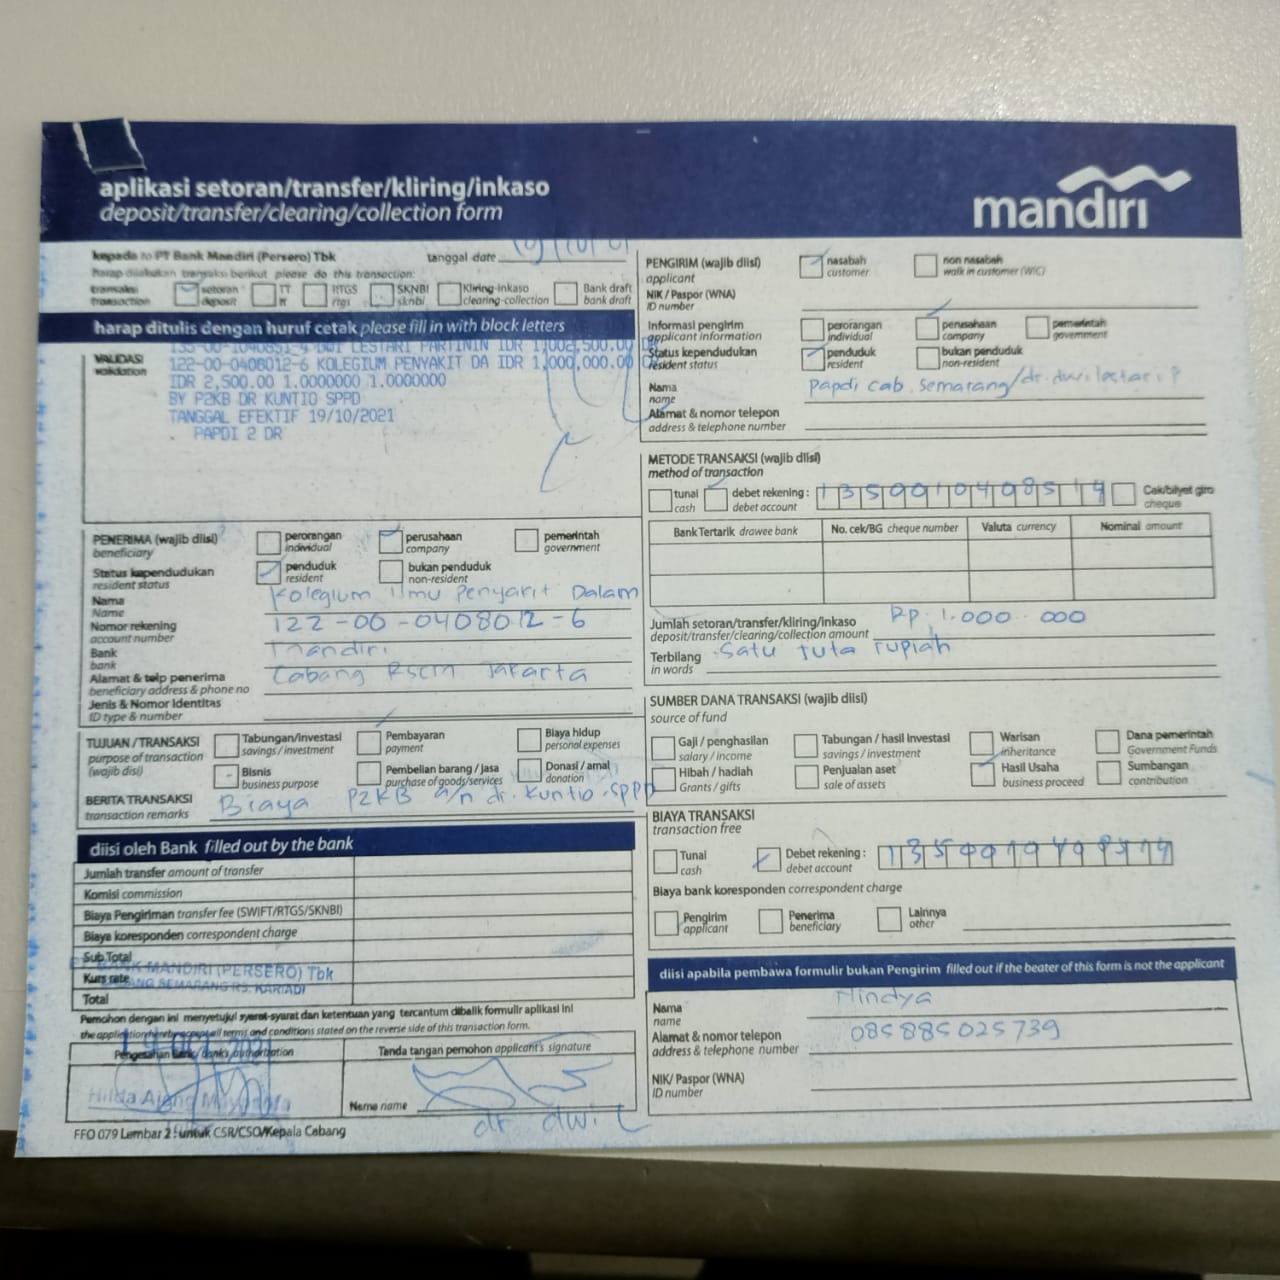 aplikasi setoran/transfer/kliring/inkaso
deposit/transfer/clearing/collection form
mandiri
kepada to PT Bank Mandiri (Persero) Tbk
tanggal date
harap dilakukan transaksi berikut please do this transaction:
transaksi
transaction
setoran
deposit
TT
tt
RTGS
rtgs
SKNBI
sknbi
Kliring-inkaso
clearing-collection
Bank draft
bank draft
harap ditulis dengan huruf cetak please fill in with block letters
VALIDASI
validation
LESTARI PARTININ IDR 1,002,500.00
122-00-0408012-6 KOLEGIUM PENYAKIT DA IDR 1,000,000.00
IDR 2,500.00 1.0000000 1.0000000
BY P2KB DR KUNTIO SPPD
TANGGAL EFEKTIF 19/10/2021
PAPDI 2 DR
PENERIMA (wajib diisi)
beneficiary
perorangan
individual
perusahaan
company
pemerintah
government
Status kependudukan
resident status
penduduk
resident
bukan penduduk
non-resident
Nama
Name
Kolegium Ilmu Penyakit Dalam
Nomor rekening
account number
122-00-0408012-6
Bank
bank
Mandiri
Alamat & telp penerima
beneficiary address & phone no
Cabang RSCM Jakarta
Jenis & Nomor Identitas
ID type & number
TUJUAN / TRANSAKSI
purpose of transaction
(wajib disi)
Tabungan/investasi
savings / investment
Pembayaran
payment
Biaya hidup
personal expenses
Bisnis
business purpose
Pembelian barang / jasa
purchase of goods/services
Donasi / amal
donation
BERITA TRANSAKSI
transaction remarks
Biaya P2KB a/n dr. Kuntio SPPD
diisi oleh Bank filled out by the bank
Jumlah transfer amount of transfer
Komisi commission
Biaya Pengiriman transfer fee (SWIFT/RTGS/SKNBI)
Biaya koresponden correspondent charge
Sub Total
Kurs rate
Total
BANK MANDIRI (PERSERO) Tbk
SEMARANG RS. KARIADI
Pemohon dengan ini menyetujui syarat-syarat dan ketentuan yang tercantum dibalik formulir aplikasi ini
the application hereby accept all terms and conditions stated on the reverse side of this transaction form.
Pengesahan Bank/ bank's authorization
Tanda tangan pemohon applicant's signature
Nama name
FFO 079 Lembar 2 : untuk CSR/CSO/Kepala Cabang
PENGIRIM (wajib diisi)
applicant
nasabah
customer
non nasabah
walk in customer (WIC)
NIK / Paspor (WNA)
ID number
Informasi pengirim
applicant information
perorangan
individual
perusahaan
company
pemerintah
government
Status kependudukan
resident status
penduduk
resident
bukan penduduk
non-resident
Nama
name
Papdi cab. Semarang/dr. dwi lestari P
Alamat & nomor telepon
address & telephone number
METODE TRANSAKSI (wajib diisi)
method of transaction
tunai
cash
debet rekening :
debet account
Cek/bilyet giro
cheque
Bank Tertarik drawee bank
No. cek/BG cheque number
Valuta currency
Nominal amount
Jumlah setoran/transfer/kliring/inkaso
deposit/transfer/clearing/collection amount
Rp. 1.000.000
Terbilang
in words
Satu juta rupiah
SUMBER DANA TRANSAKSI (wajib diisi)
source of fund
Gaji / penghasilan
salary / income
Tabungan / hasil investasi
savings / investment
Warisan
inheritance
Dana pemerintah
Government Funds
Hibah / hadiah
Grants / gifts
Penjualan aset
sale of assets
Hasil Usaha
business proceed
Sumbangan
contribution
BIAYA TRANSAKSI
transaction free
Tunai
cash
Debet rekening :
debet account
Biaya bank koresponden correspondent charge
Pengirim
applicant
Penerima
beneficiary
Lainnya
other
diisi apabila pembawa formulir bukan Pengirim filled out if the beater of this form is not the applicant
Nama
name
Alamat & nomor telepon
address & telephone number
085885025739
NIK/ Paspor (WNA)
ID number